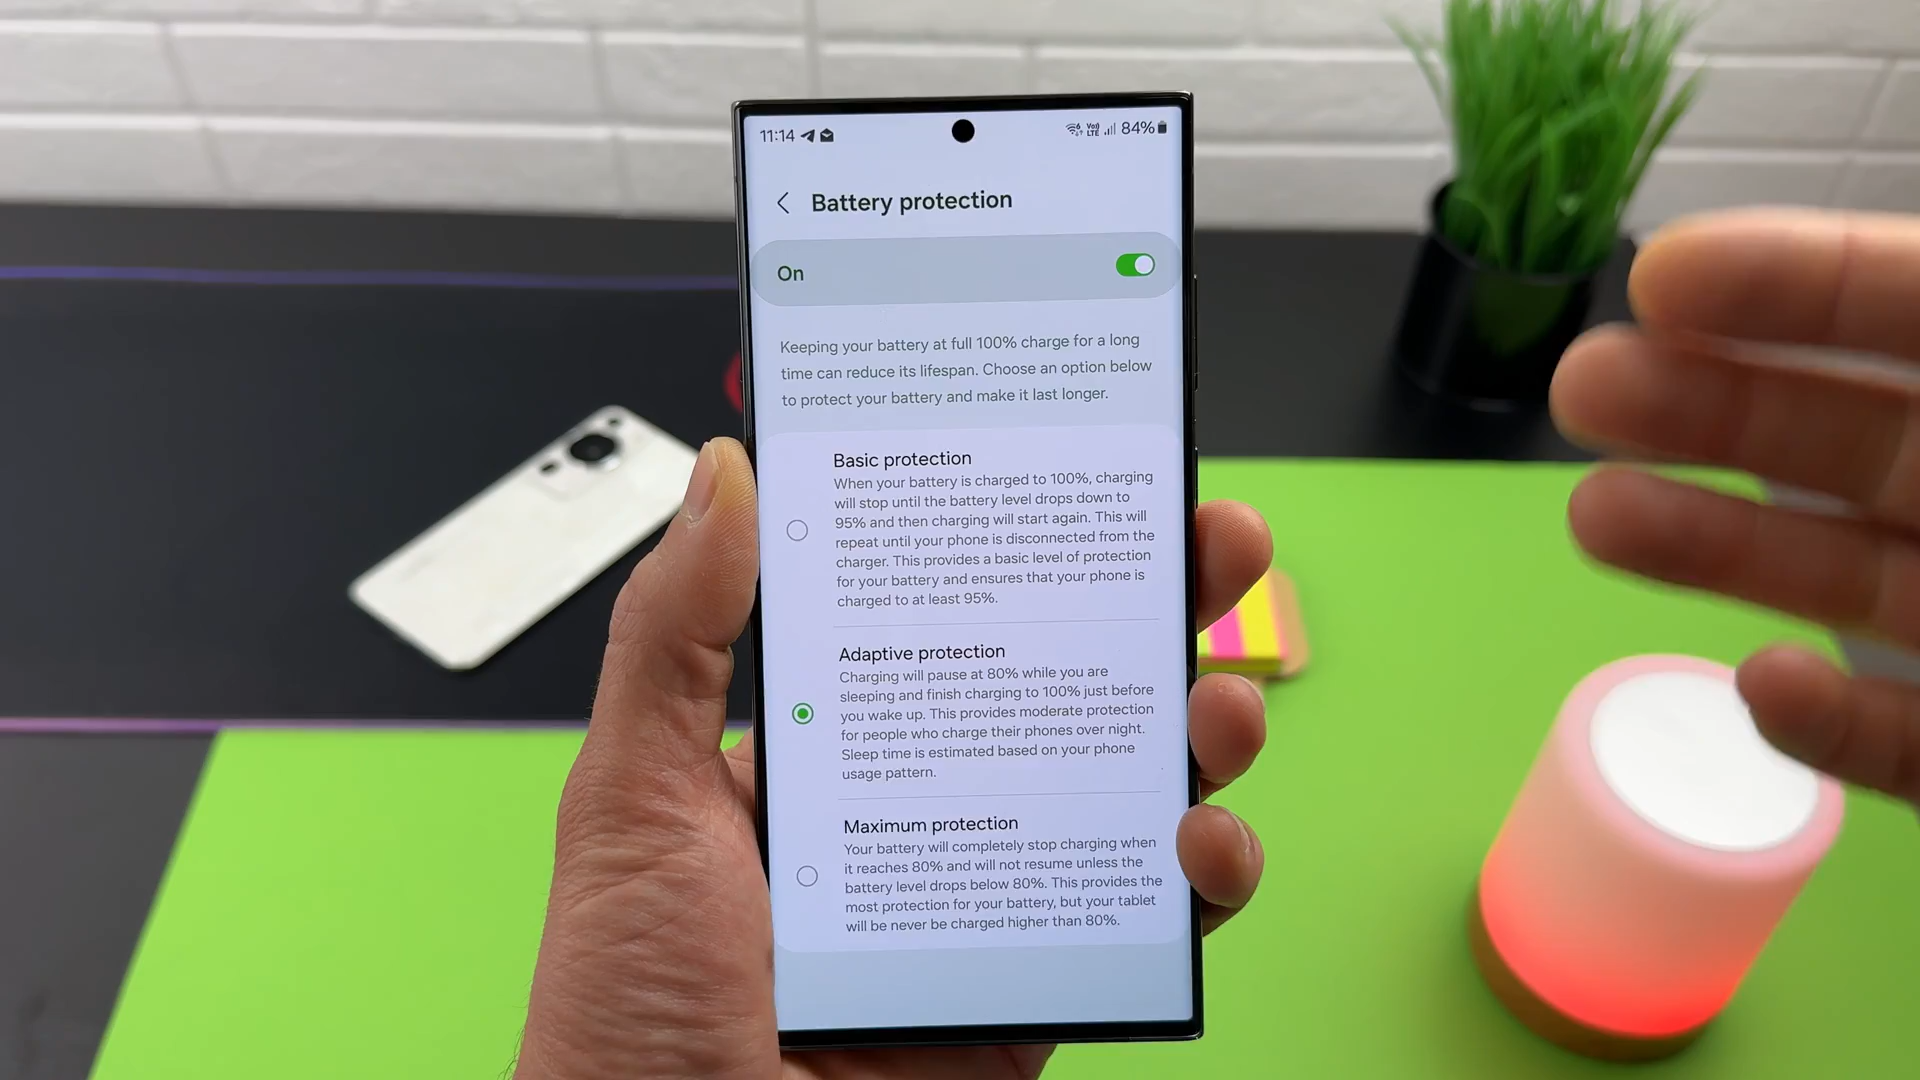 11:14 84%
Battery protection
On
Keeping your battery at full 100% charge for a long
time can reduce its lifespan. Choose an option below
to protect your battery and make it last longer.
Basic protection
When your battery is charged to 100%, charging
will stop until the battery level drops down to
95% and then charging will start again. This will
repeat until your phone is disconnected from the
charger. This provides a basic level of protection
for your battery and ensures that your phone is
charged to at least 95%.
Adaptive protection
Charging will pause at 80% while you are
sleeping and finish charging to 100% just before
you wake up. This provides moderate protection
for people who charge their phones over night.
Sleep time is estimated based on your phone
usage pattern.
Maximum protection
Your battery will completely stop charging when
it reaches 80% and will not resume unless the
battery level drops below 80%. This provides the
most protection for your battery, but your tablet
will be never be charged higher than 80%.